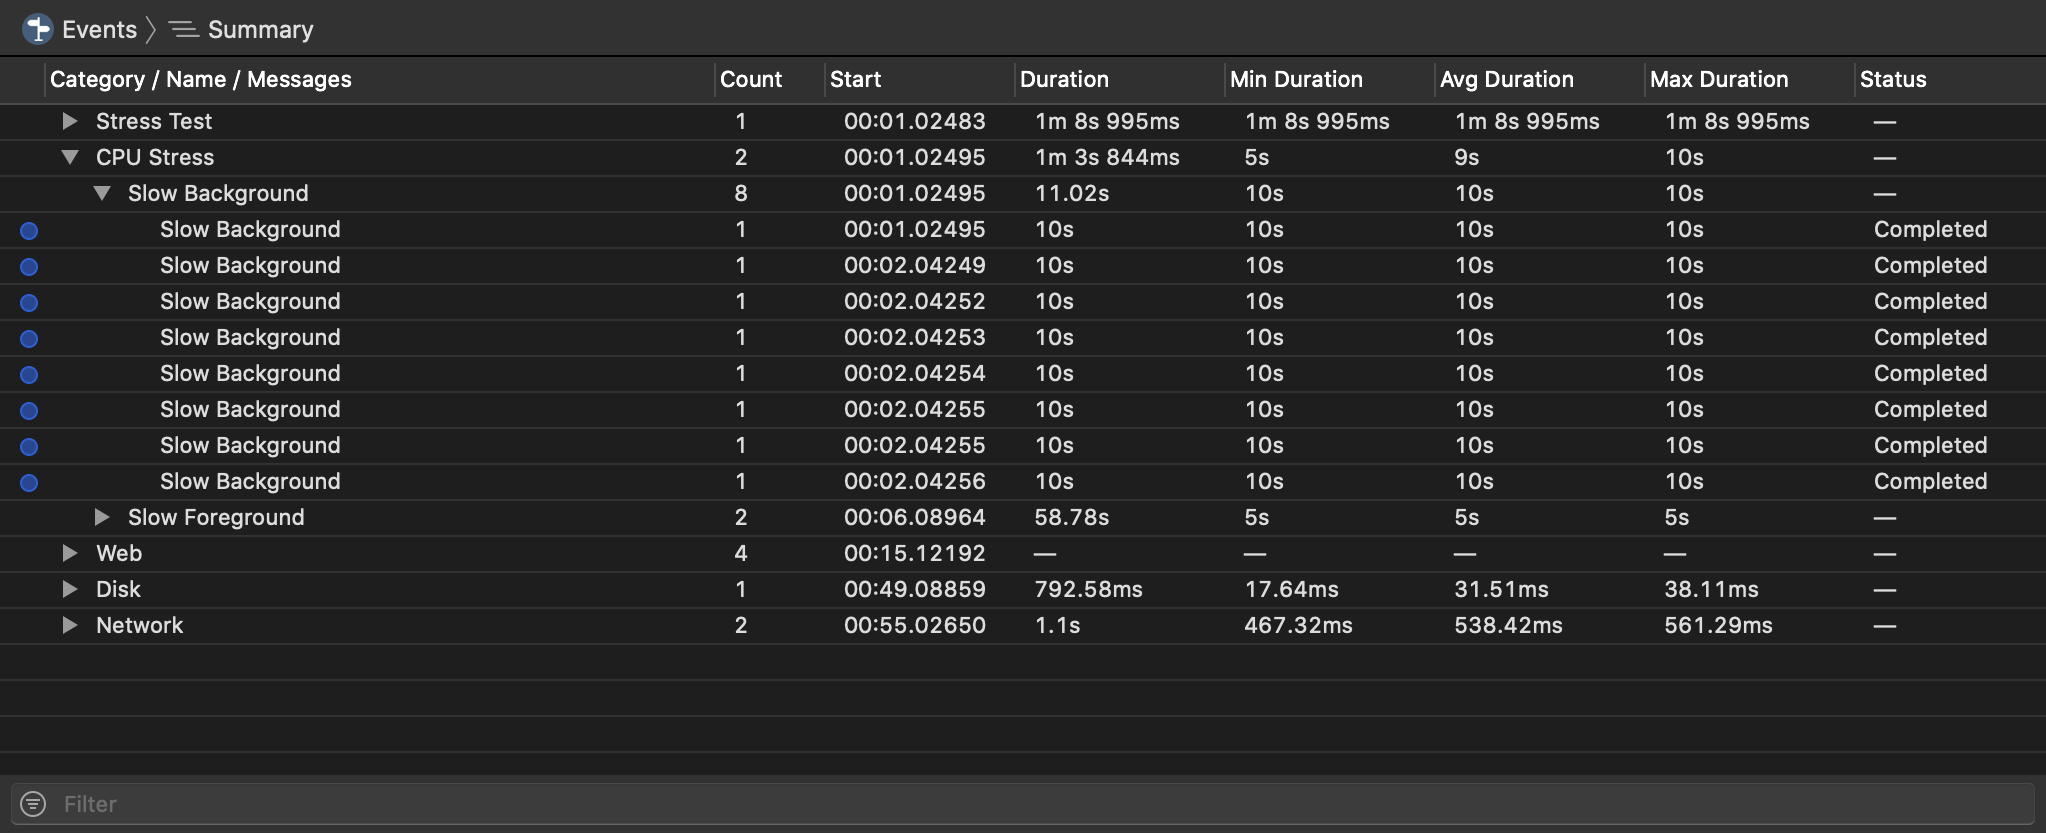 Events Summary
Category / Name / Messages Count Start Duration Min Duration Avg Duration Max Duration Status
Stress Test 1 00:01.02483 1m 8s 995ms 1m 8s 995ms 1m 8s 995ms 1m 8s 995ms —
CPU Stress 2 00:01.02495 1m 3s 844ms 5s 9s 10s —
Slow Background 8 00:01.02495 11.02s 10s 10s 10s —
Slow Background 1 00:01.02495 10s 10s 10s 10s Completed
Slow Background 1 00:02.04249 10s 10s 10s 10s Completed
Slow Background 1 00:02.04252 10s 10s 10s 10s Completed
Slow Background 1 00:02.04253 10s 10s 10s 10s Completed
Slow Background 1 00:02.04254 10s 10s 10s 10s Completed
Slow Background 1 00:02.04255 10s 10s 10s 10s Completed
Slow Background 1 00:02.04255 10s 10s 10s 10s Completed
Slow Background 1 00:02.04256 10s 10s 10s 10s Completed
Slow Foreground 2 00:06.08964 58.78s 5s 5s 5s —
Web 4 00:15.12192 — — — — —
Disk 1 00:49.08859 792.58ms 17.64ms 31.51ms 38.11ms —
Network 2 00:55.02650 1.1s 467.32ms 538.42ms 561.29ms —
Filter